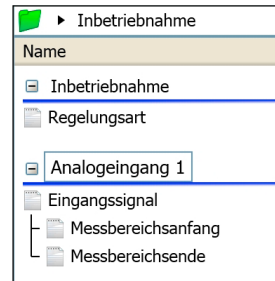 Inbetriebnahme
Name
Inbetriebnahme
Regelungsart
Analogeingang 1
Eingangssignal
Messbereichsanfang
Messbereichsende